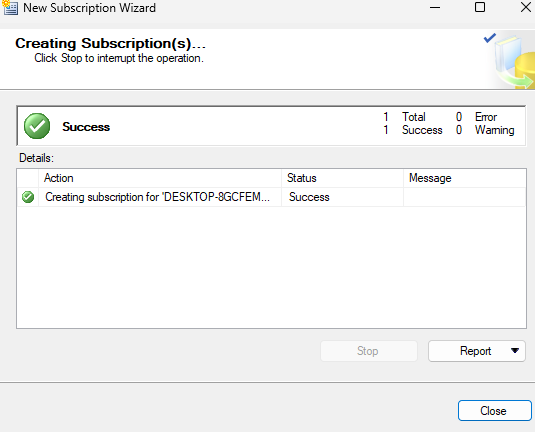 New Subscription Wizard
Creating Subscription(s)...
Click Stop to interrupt the operation.
Success
1 Total 0 Error
1 Success 0 Warning
Details:
Action Status Message
Creating subscription for 'DESKTOP-8GCFEM... Success
Stop Report
Close